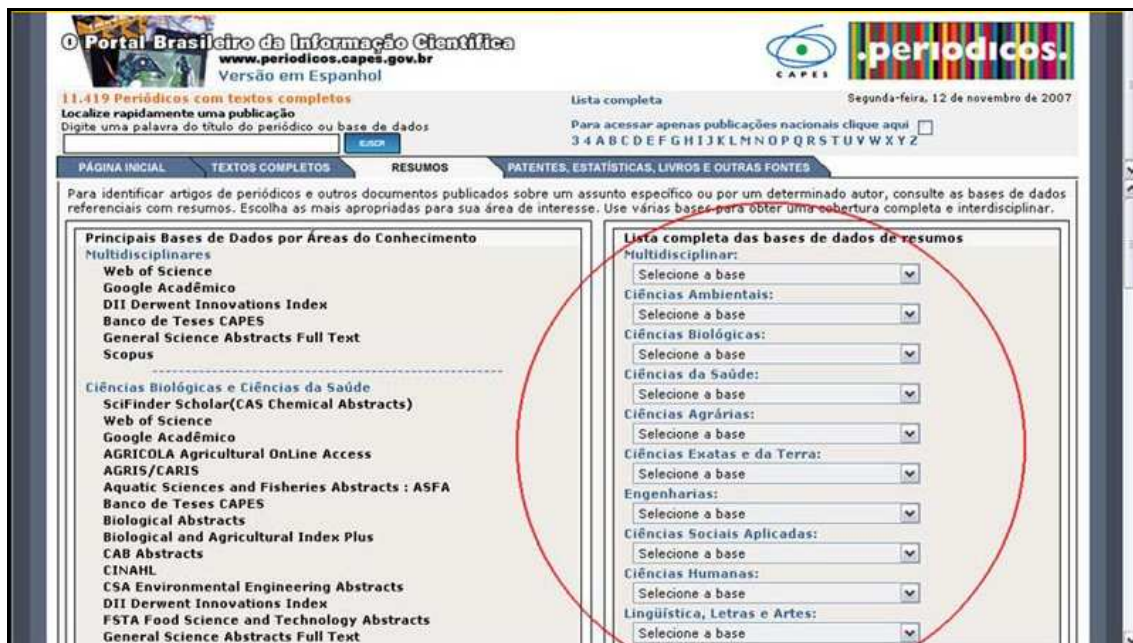 O Portal Brasileiro da Informação Científica
www.periodicos.capes.gov.br
Versão em Espanhol
CAPES
.periodicos.
11.419 Periódicos com textos completos
Localize rapidamente uma publicação
Digite uma palavra do título do periódico ou base de dados
BUSCA
Lista completa
Segunda-feira, 12 de novembro de 2007
Para acessar apenas publicações nacionais clique aqui
3 4 A B C D E F G H I J K L M N O P Q R S T U V W X Y Z
PÁGINA INICIAL TEXTOS COMPLETOS RESUMOS PATENTES, ESTATÍSTICAS, LIVROS E OUTRAS FONTES
Para identificar artigos de periódicos e outros documentos publicados sobre um assunto específico ou por um determinado autor, consulte as bases de dados
referenciais com resumos. Escolha as mais apropriadas para sua área de interesse. Use várias bases para obter uma cobertura completa e interdisciplinar.
Principais Bases de Dados por Áreas do Conhecimento
Multidisciplinares
Web of Science
Google Acadêmico
DII Derwent Innovations Index
Banco de Teses CAPES
General Science Abstracts Full Text
Scopus
Ciências Biológicas e Ciências da Saúde
SciFinder Scholar(CAS Chemical Abstracts)
Web of Science
Google Acadêmico
AGRICOLA Agricultural OnLine Access
AGRIS/CARIS
Aquatic Sciences and Fisheries Abstracts : ASFA
Banco de Teses CAPES
Biological Abstracts
Biological and Agricultural Index Plus
CAB Abstracts
CINAHL
CSA Environmental Engineering Abstracts
DII Derwent Innovations Index
FSTA Food Science and Technology Abstracts
General Science Abstracts Full Text
Lista completa das bases de dados de resumos
Multidisciplinar:
Selecione a base
Ciências Ambientais:
Selecione a base
Ciências Biológicas:
Selecione a base
Ciências da Saúde:
Selecione a base
Ciências Agrárias:
Selecione a base
Ciências Exatas e da Terra:
Selecione a base
Engenharias:
Selecione a base
Ciências Sociais Aplicadas:
Selecione a base
Ciências Humanas:
Selecione a base
Lingüística, Letras e Artes:
Selecione a base